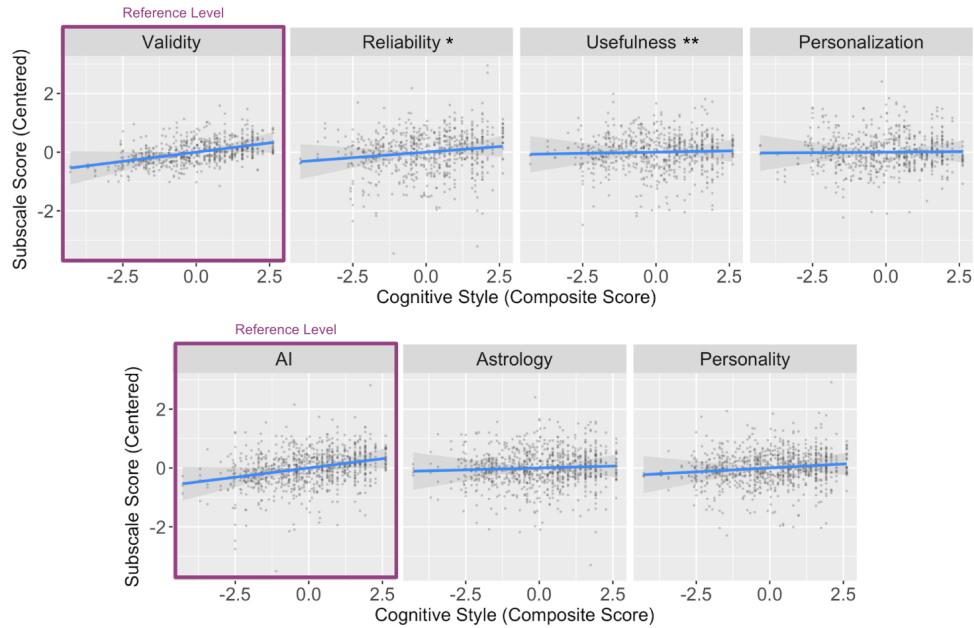 Reference Level
Validity
Reliability *
Usefulness **
Personalization
Subscale Score (Centered)
2
0
-2
-2.5 0.0 2.5 -2.5 0.0 2.5 -2.5 0.0 2.5 -2.5 0.0 2.5
Cognitive Style (Composite Score)
Reference Level
AI
Astrology
Personality
Subscale Score (Centered)
2
0
-2
-2.5 0.0 2.5 -2.5 0.0 2.5 -2.5 0.0 2.5
Cognitive Style (Composite Score)